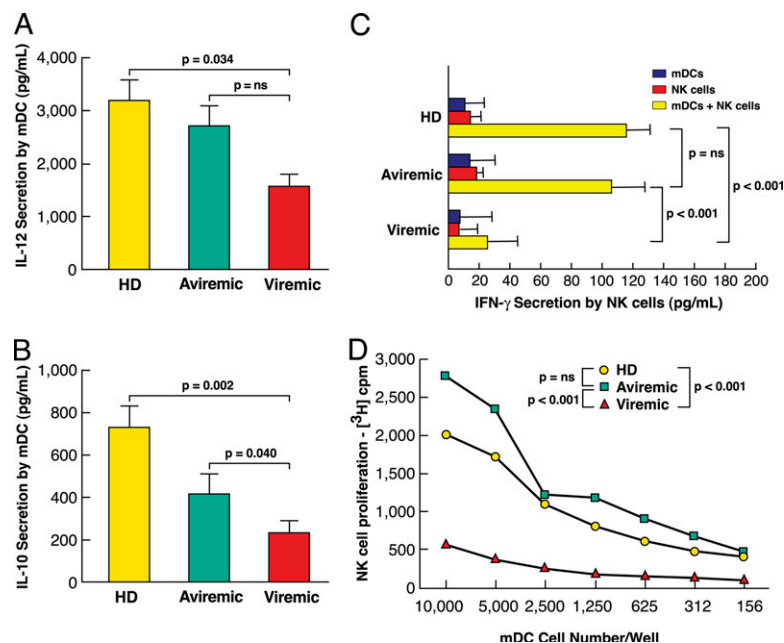 A
IL-12 Secretion by mDC (pg/mL)
4,000
3,000
2,000
1,000
0
p = 0.034
p = ns
HD Aviremic Viremic
B
IL-10 Secretion by mDC (pg/mL)
1,000
800
600
400
200
0
p = 0.002
p = 0.040
HD Aviremic Viremic
C
mDCs
NK cells
mDCs + NK cells
HD
Aviremic
Viremic
p = ns
p < 0.001
p < 0.001
0 20 40 60 80 100 120 140 160 180 200
IFN-γ Secretion by NK cells (pg/mL)
D
NK cell proliferation - [³H] cpm
3,000
2,500
2,000
1,500
1,000
500
0
HD
Aviremic
Viremic
p = ns
p < 0.001
p < 0.001
10,000 5,000 2,500 1,250 625 312 156
mDC Cell Number/Well